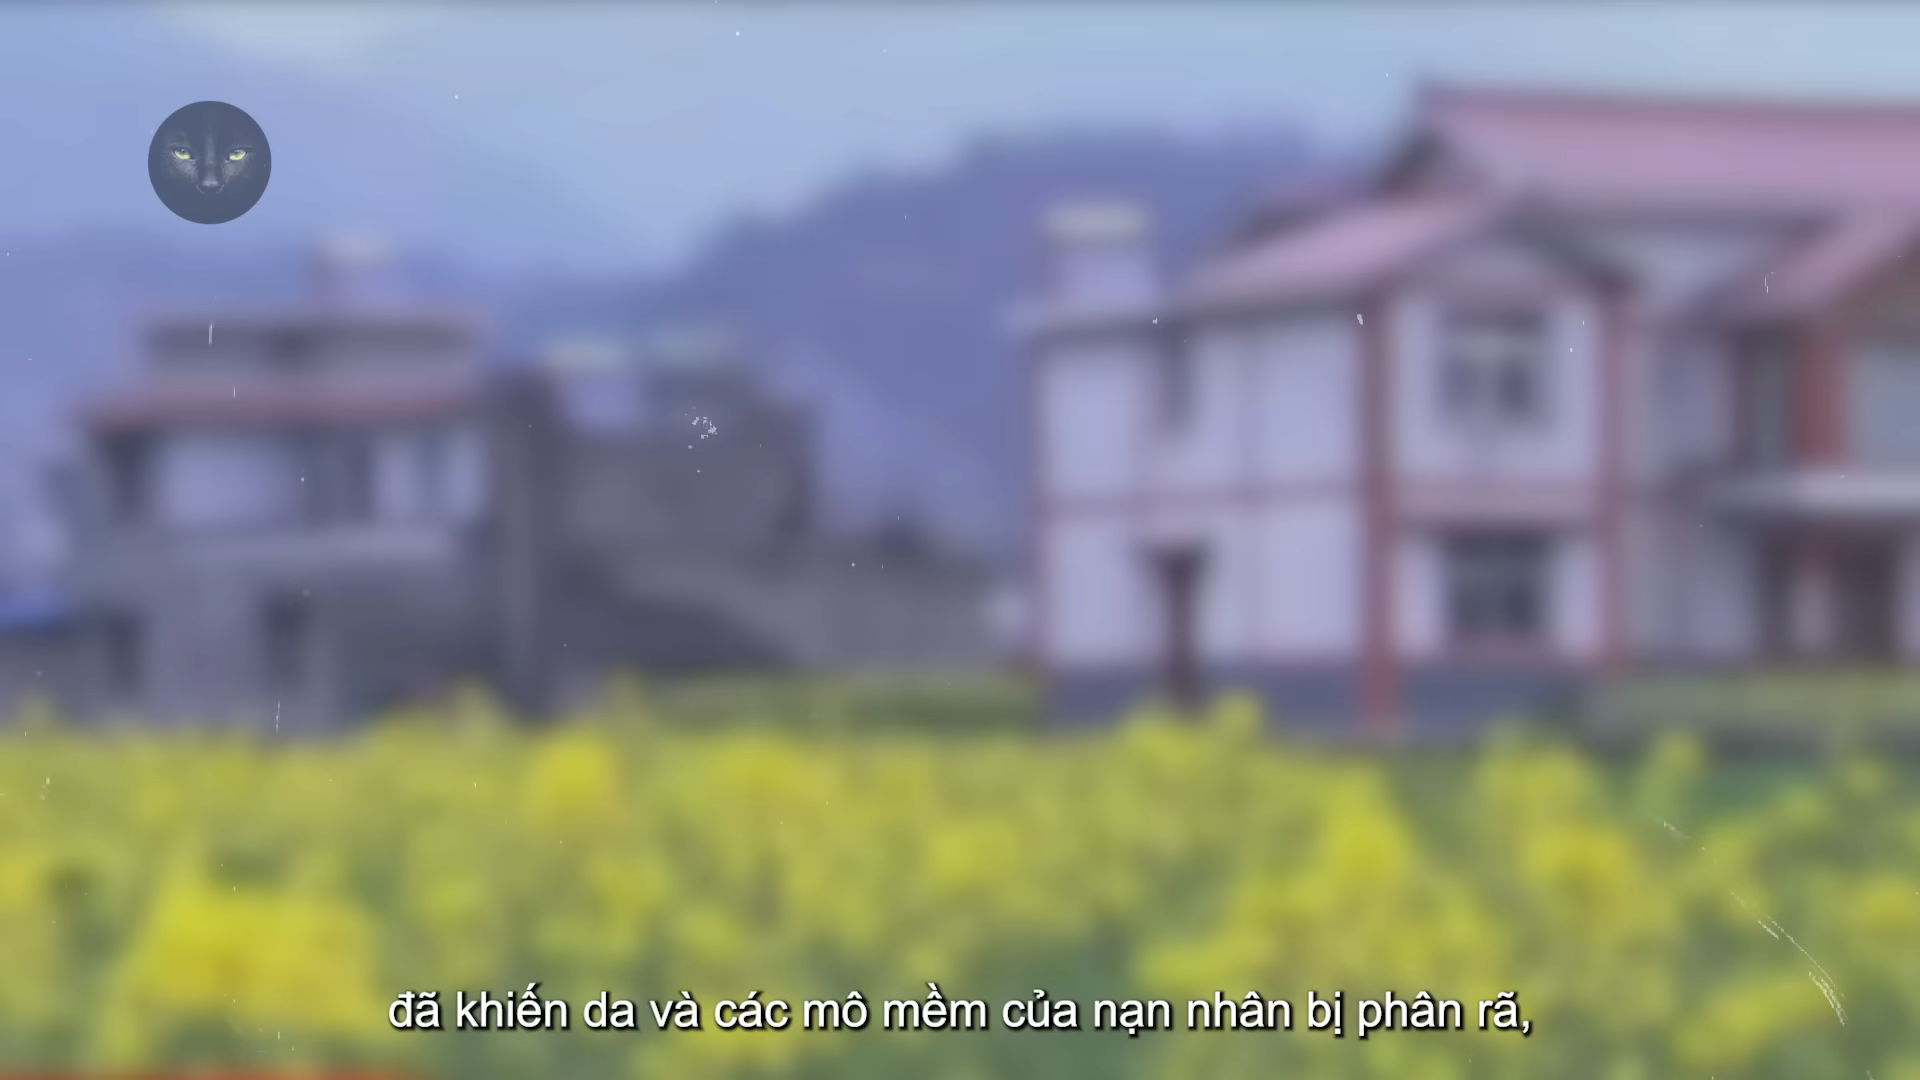 đã khiến da và các mô mềm của nạn nhân bị phân rã,